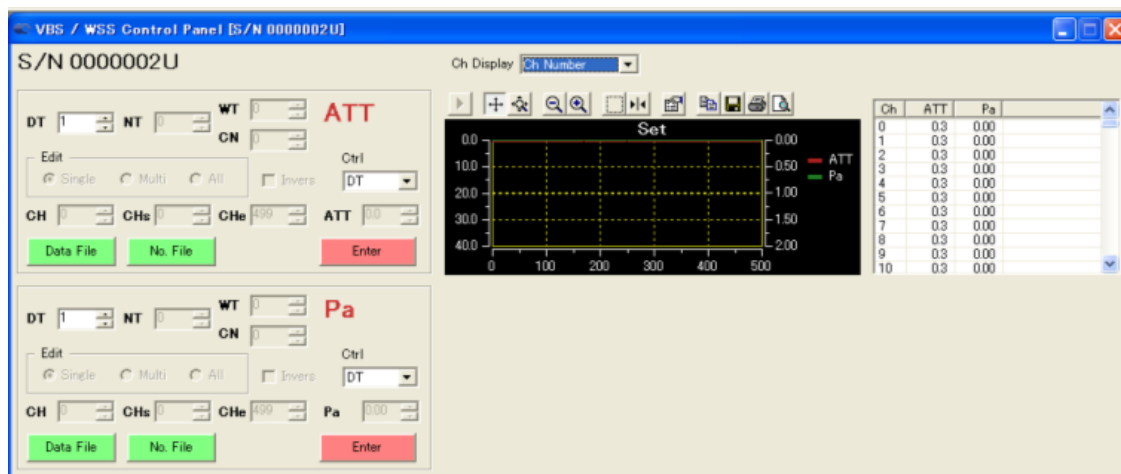 VBS / WSS Control Panel [S/N 0000002U]
S/N 0000002U
Ch Display Ch Number
DT 1 NT 0 WT 0 ATT
CN 0
Edit
Single Multi All Invers
Ctrl
DT
CH 0 CHs 0 CHe 499 ATT 0.0
Data File No. File Enter
DT 1 NT 0 WT 0 Pa
CN 0
Edit
Single Multi All Invers
Ctrl
DT
CH 0 CHs 0 CHe 499 Pa 0.00
Data File No. File Enter
Set
0.0 0.00
10.0 0.50
20.0 1.00
30.0 1.50
40.0 2.00
0 100 200 300 400 500
ATT
Pa
Ch ATT Pa
0 0.3 0.00
1 0.3 0.00
2 0.3 0.00
3 0.3 0.00
4 0.3 0.00
5 0.3 0.00
6 0.3 0.00
7 0.3 0.00
8 0.3 0.00
9 0.3 0.00
10 0.3 0.00